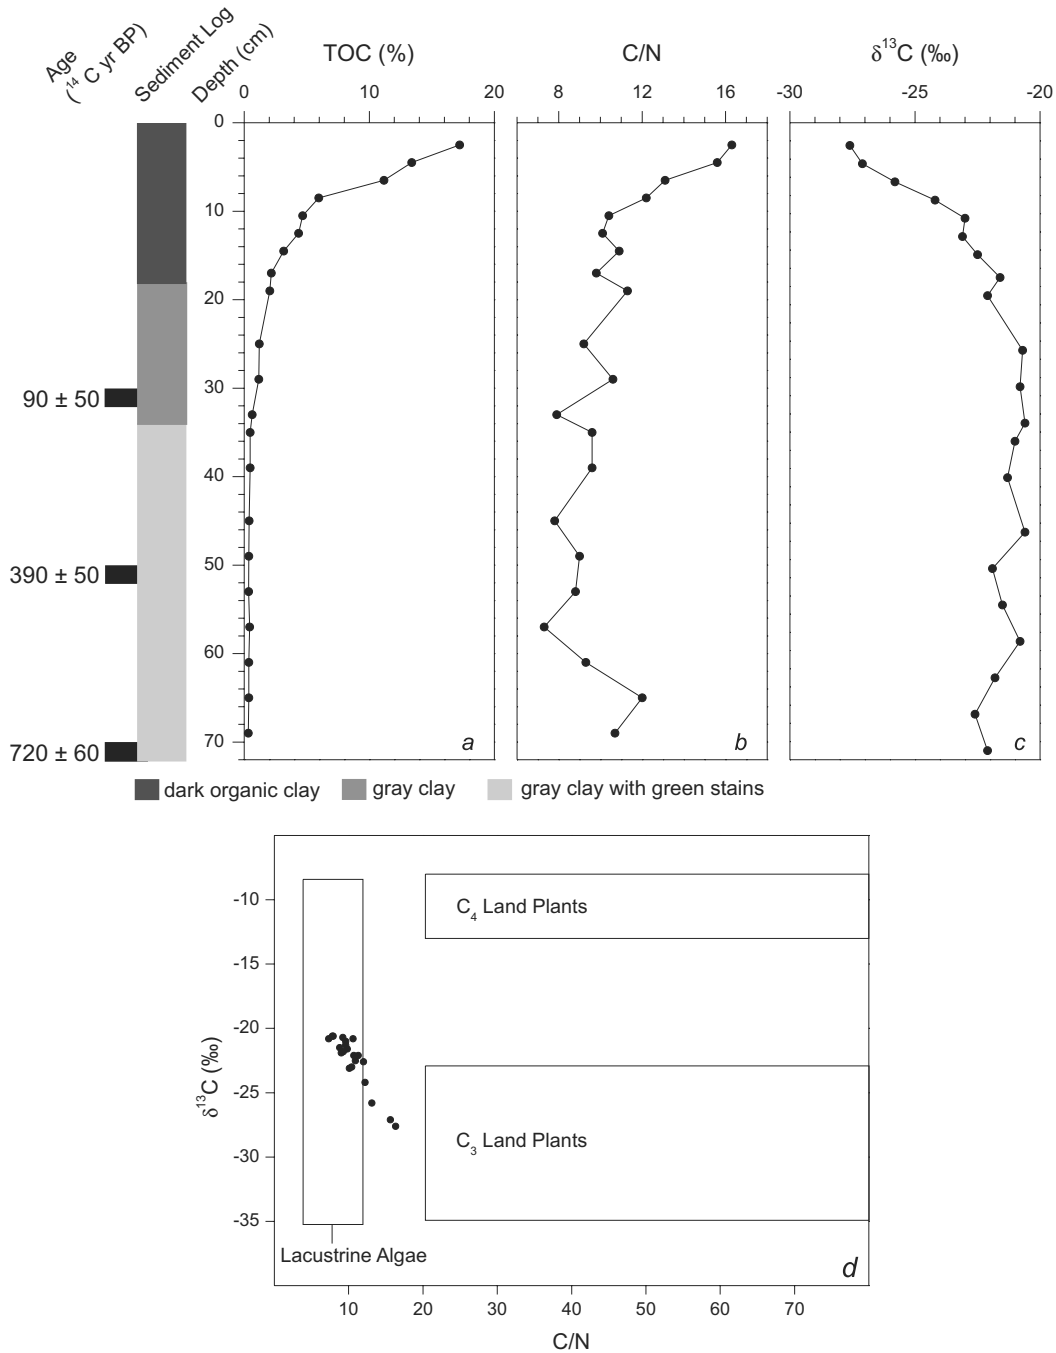 Age
(14 C yr BP)
Sediment Log
Depth (cm)
TOC (%)
C/N
δ13C (‰)
0 10 20
8 12 16
-30 -25 -20
0
10
20
30
40
50
60
70
90 ± 50
390 ± 50
720 ± 60
a
b
c
dark organic clay
gray clay
gray clay with green stains
-10
-15
-20
-25
-30
-35
δ13C (‰)
C4 Land Plants
C3 Land Plants
Lacustrine Algae
d
10 20 30 40 50 60 70
C/N